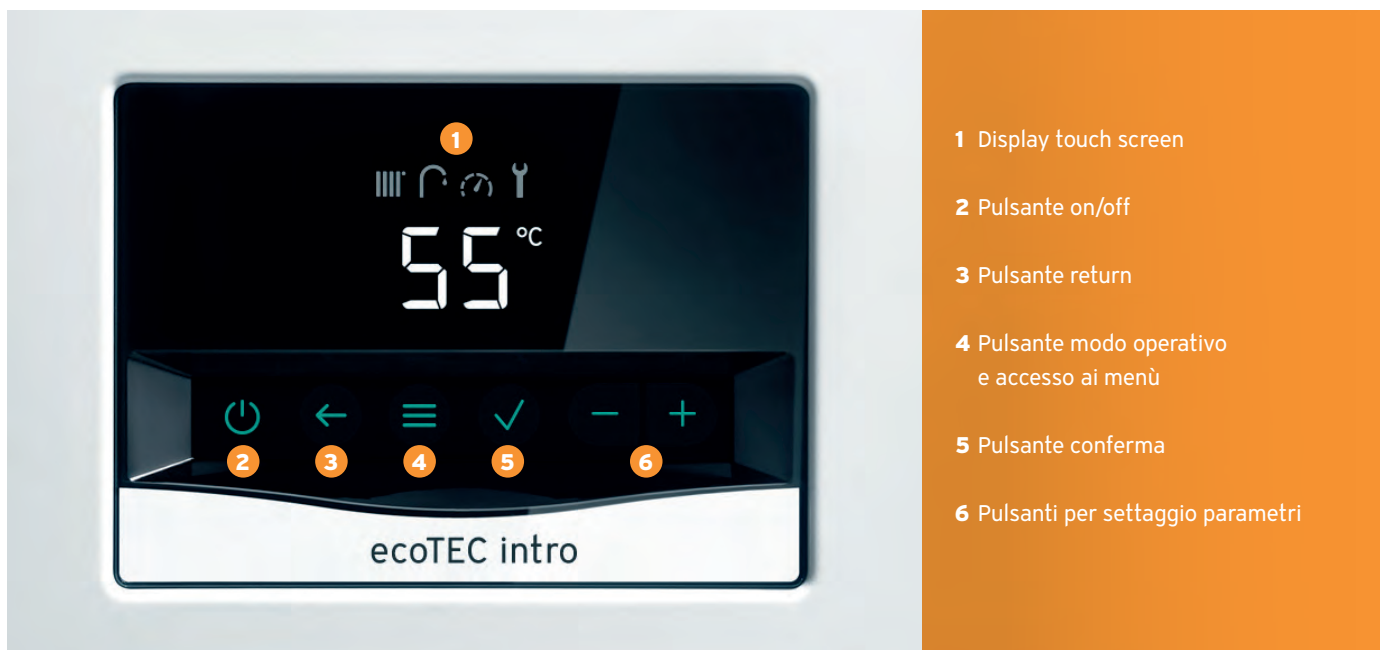 1
55 °C
2 3 4 5 6
ecoTEC intro
1 Display touch screen
2 Pulsante on/off
3 Pulsante return
4 Pulsante modo operativo
e accesso ai menù
5 Pulsante conferma
6 Pulsanti per settaggio parametri